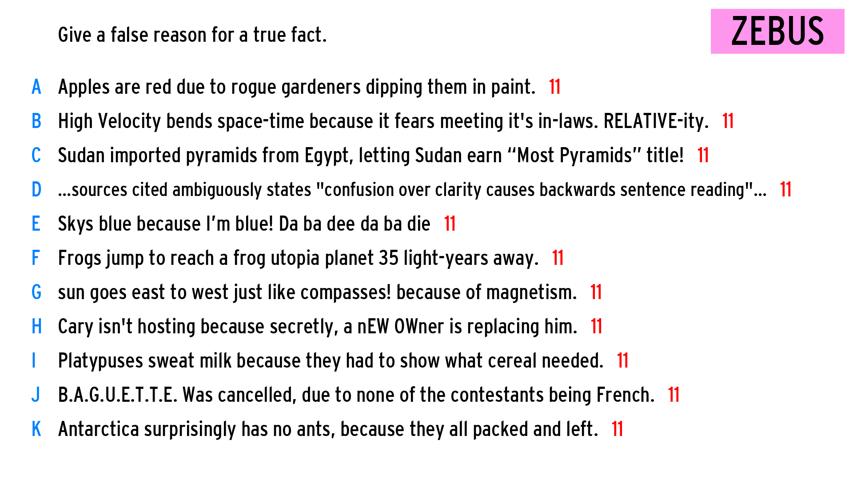 Give a false reason for a true fact.
ZEBUS
A Apples are red due to rogue gardeners dipping them in paint. 11
B High Velocity bends space-time because it fears meeting it's in-laws. RELATIVE-ity. 11
C Sudan imported pyramids from Egypt, letting Sudan earn “Most Pyramids” title! 11
D ...sources cited ambiguously states "confusion over clarity causes backwards sentence reading"... 11
E Skys blue because I’m blue! Da ba dee da ba die 11
F Frogs jump to reach a frog utopia planet 35 light-years away. 11
G sun goes east to west just like compasses! because of magnetism. 11
H Cary isn't hosting because secretly, a nEW OWner is replacing him. 11
I Platypuses sweat milk because they had to show what cereal needed. 11
J B.A.G.U.E.T.T.E. Was cancelled, due to none of the contestants being French. 11
K Antarctica surprisingly has no ants, because they all packed and left. 11